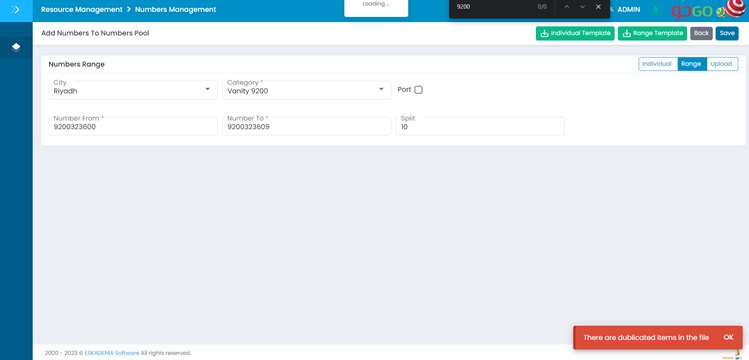 Loading ...
9200 0/0
Resource Management > Numbers Management
ADMIN
GO GO
Add Numbers To Numbers Pool
Individual Template
Range Template
Back
Save
Numbers Range
Individual
Range
Upload
City
Riyadh
Category *
Vanity 9200
Port
Number From *
9200323600
Number To *
9200323609
Split
10
There are dublicated items in the file
OK
2000 - 2023 © ESKADENIA Software All rights reserved.